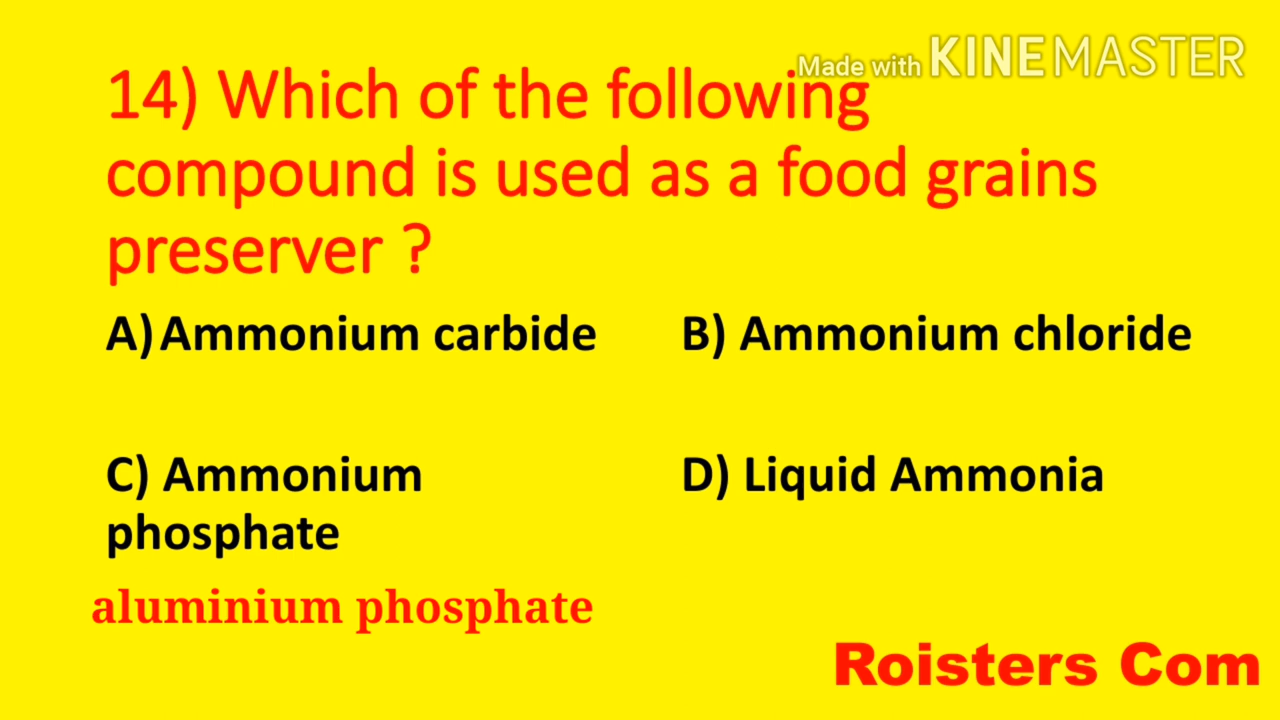 Made with KINEMASTER
14) Which of the following
compound is used as a food grains
preserver ?
A) Ammonium carbide
B) Ammonium chloride
C) Ammonium
phosphate
D) Liquid Ammonia
aluminium phosphate
Roisters Com